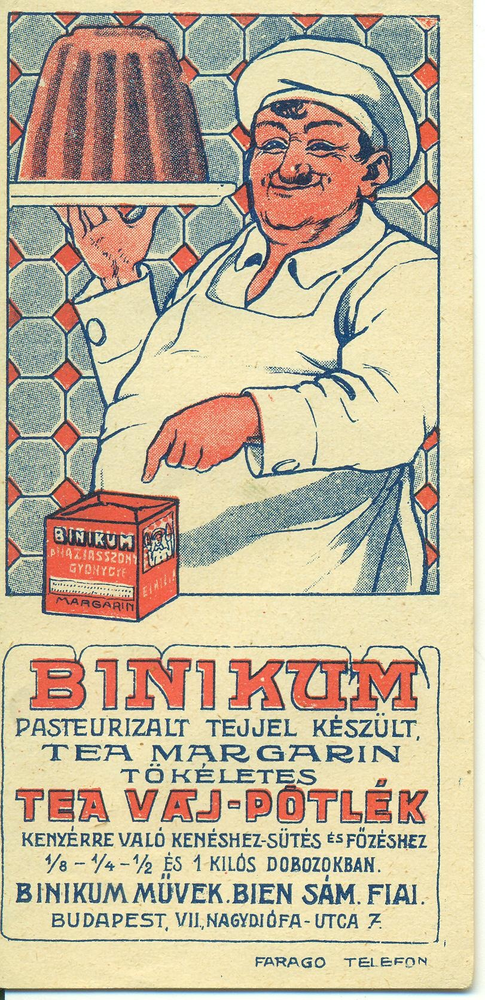 BINIKUM
A HÁZIASSZONY
GYÖNGYE
MARGARIN
BINIKUM
PASTEURIZALT TEJJEL KÉSZÜLT,
TEA MARGARIN
TÖKÉLETES
TEA VAJ-PÓTLÉK
KENYÉRRE VALÓ KENÉSHEZ-SÜTÉS ÉS FŐZÉSHEZ
1/8 - 1/4 - 1/2 ÉS 1 KILÓS DOBOZOKBAN.
BINIKUM MŰVEK. BIEN SÁM. FIAI.
BUDAPEST, VII., NAGYDIÓFA-UTCA 7.
FARAGO TELEFON